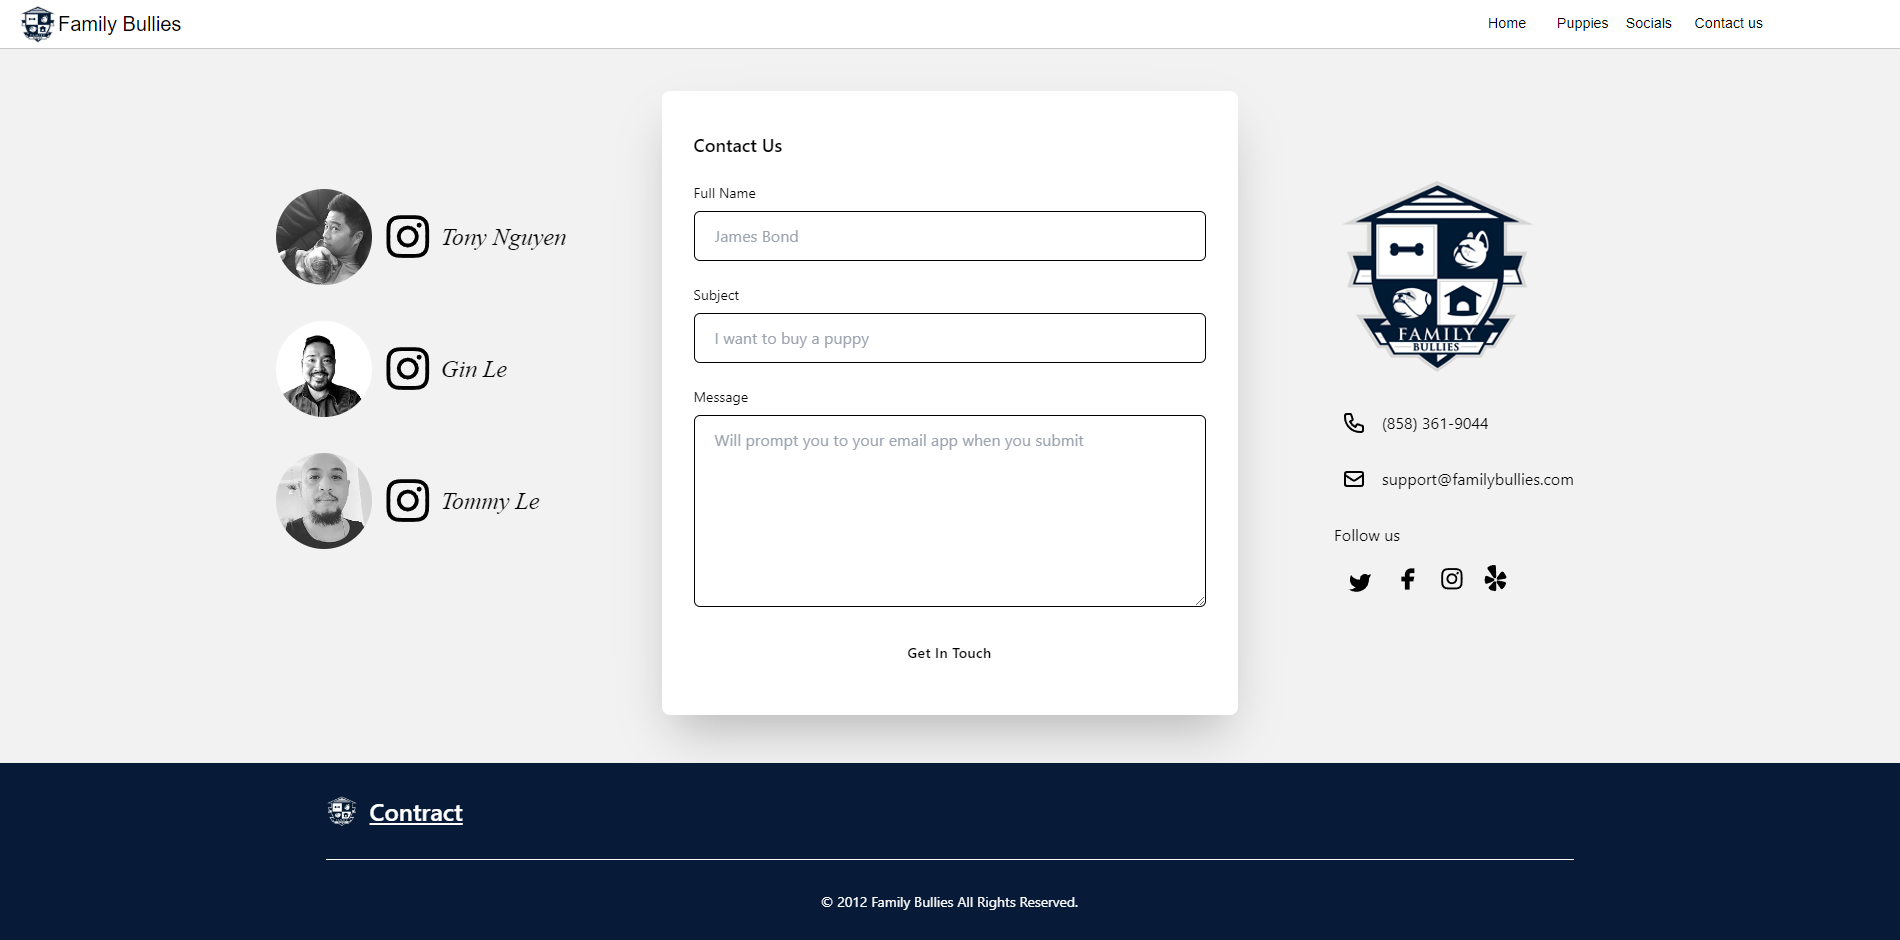 Family Bullies
Home
Puppies
Socials
Contact us
Tony Nguyen
Gin Le
Tommy Le
Contact Us
Full Name
James Bond
Subject
I want to buy a puppy
Message
Will prompt you to your email app when you submit
Get In Touch
FAMILY
BULLIES
(858) 361-9044
support@familybullies.com
Follow us
Contract
© 2012 Family Bullies All Rights Reserved.